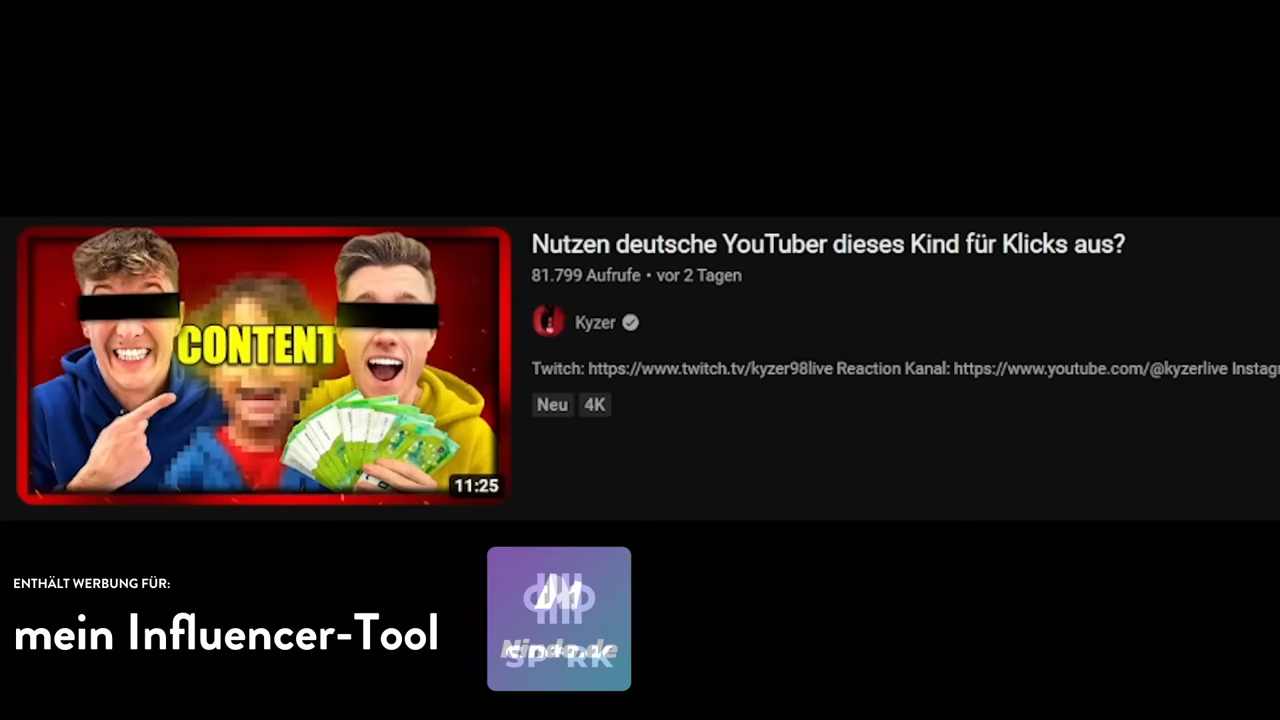 CONTENT
11:25
Nutzen deutsche YouTuber dieses Kind für Klicks aus?
81.799 Aufrufe • vor 2 Tagen
Kyzer
Twitch: https://www.twitch.tv/kyzer98live Reaction Kanal: https://www.youtube.com/@kyzerlive Instagr
Neu 4K
ENTHÄLT WERBUNG FÜR:
mein Influencer-Tool